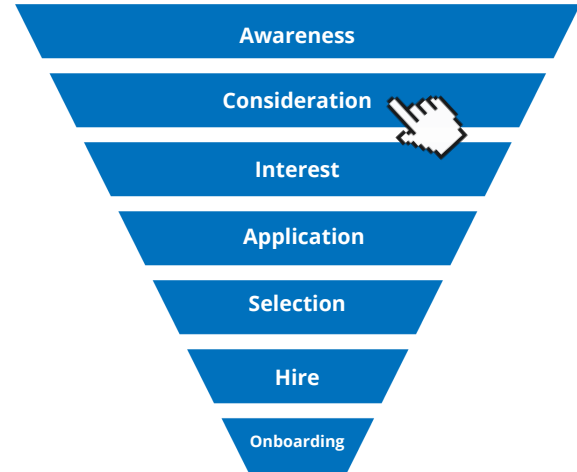 Awareness
Consideration
Interest
Application
Selection
Hire
Onboarding